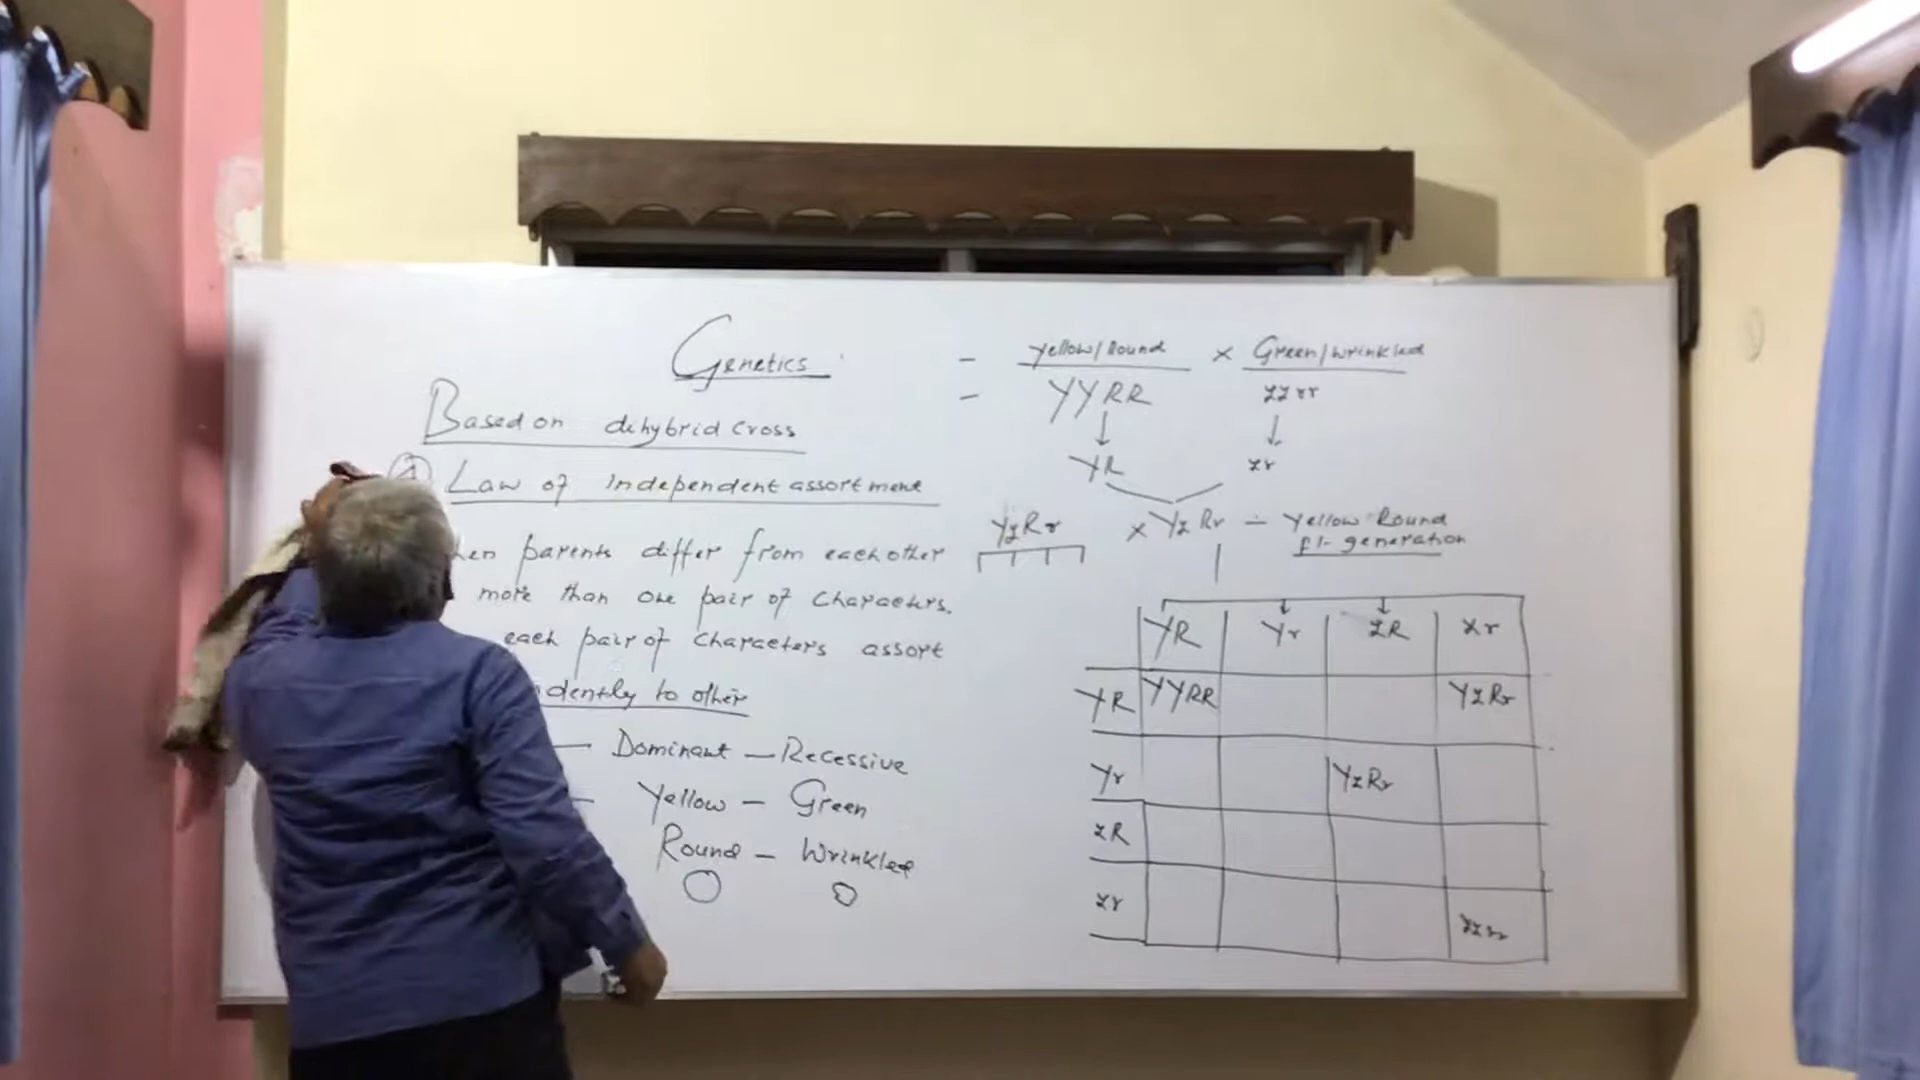 Genetics
Based on dehybrid cross
Law of independent assortment
parents differ from each other
more than one pair of characters.
each pair of characters assort
dently to other
— Dominant — Recessive
— Yellow — Green
Round — Wrinkled
- Yellow/Round × Green/Wrinkled
- YYRR yyrr
YR yr
YyRr × YyRr — Yellow Round
F1- generation
YR Yr yR yr
YR YYRR YyRr
Yr YyRr
yR
yr yyrr